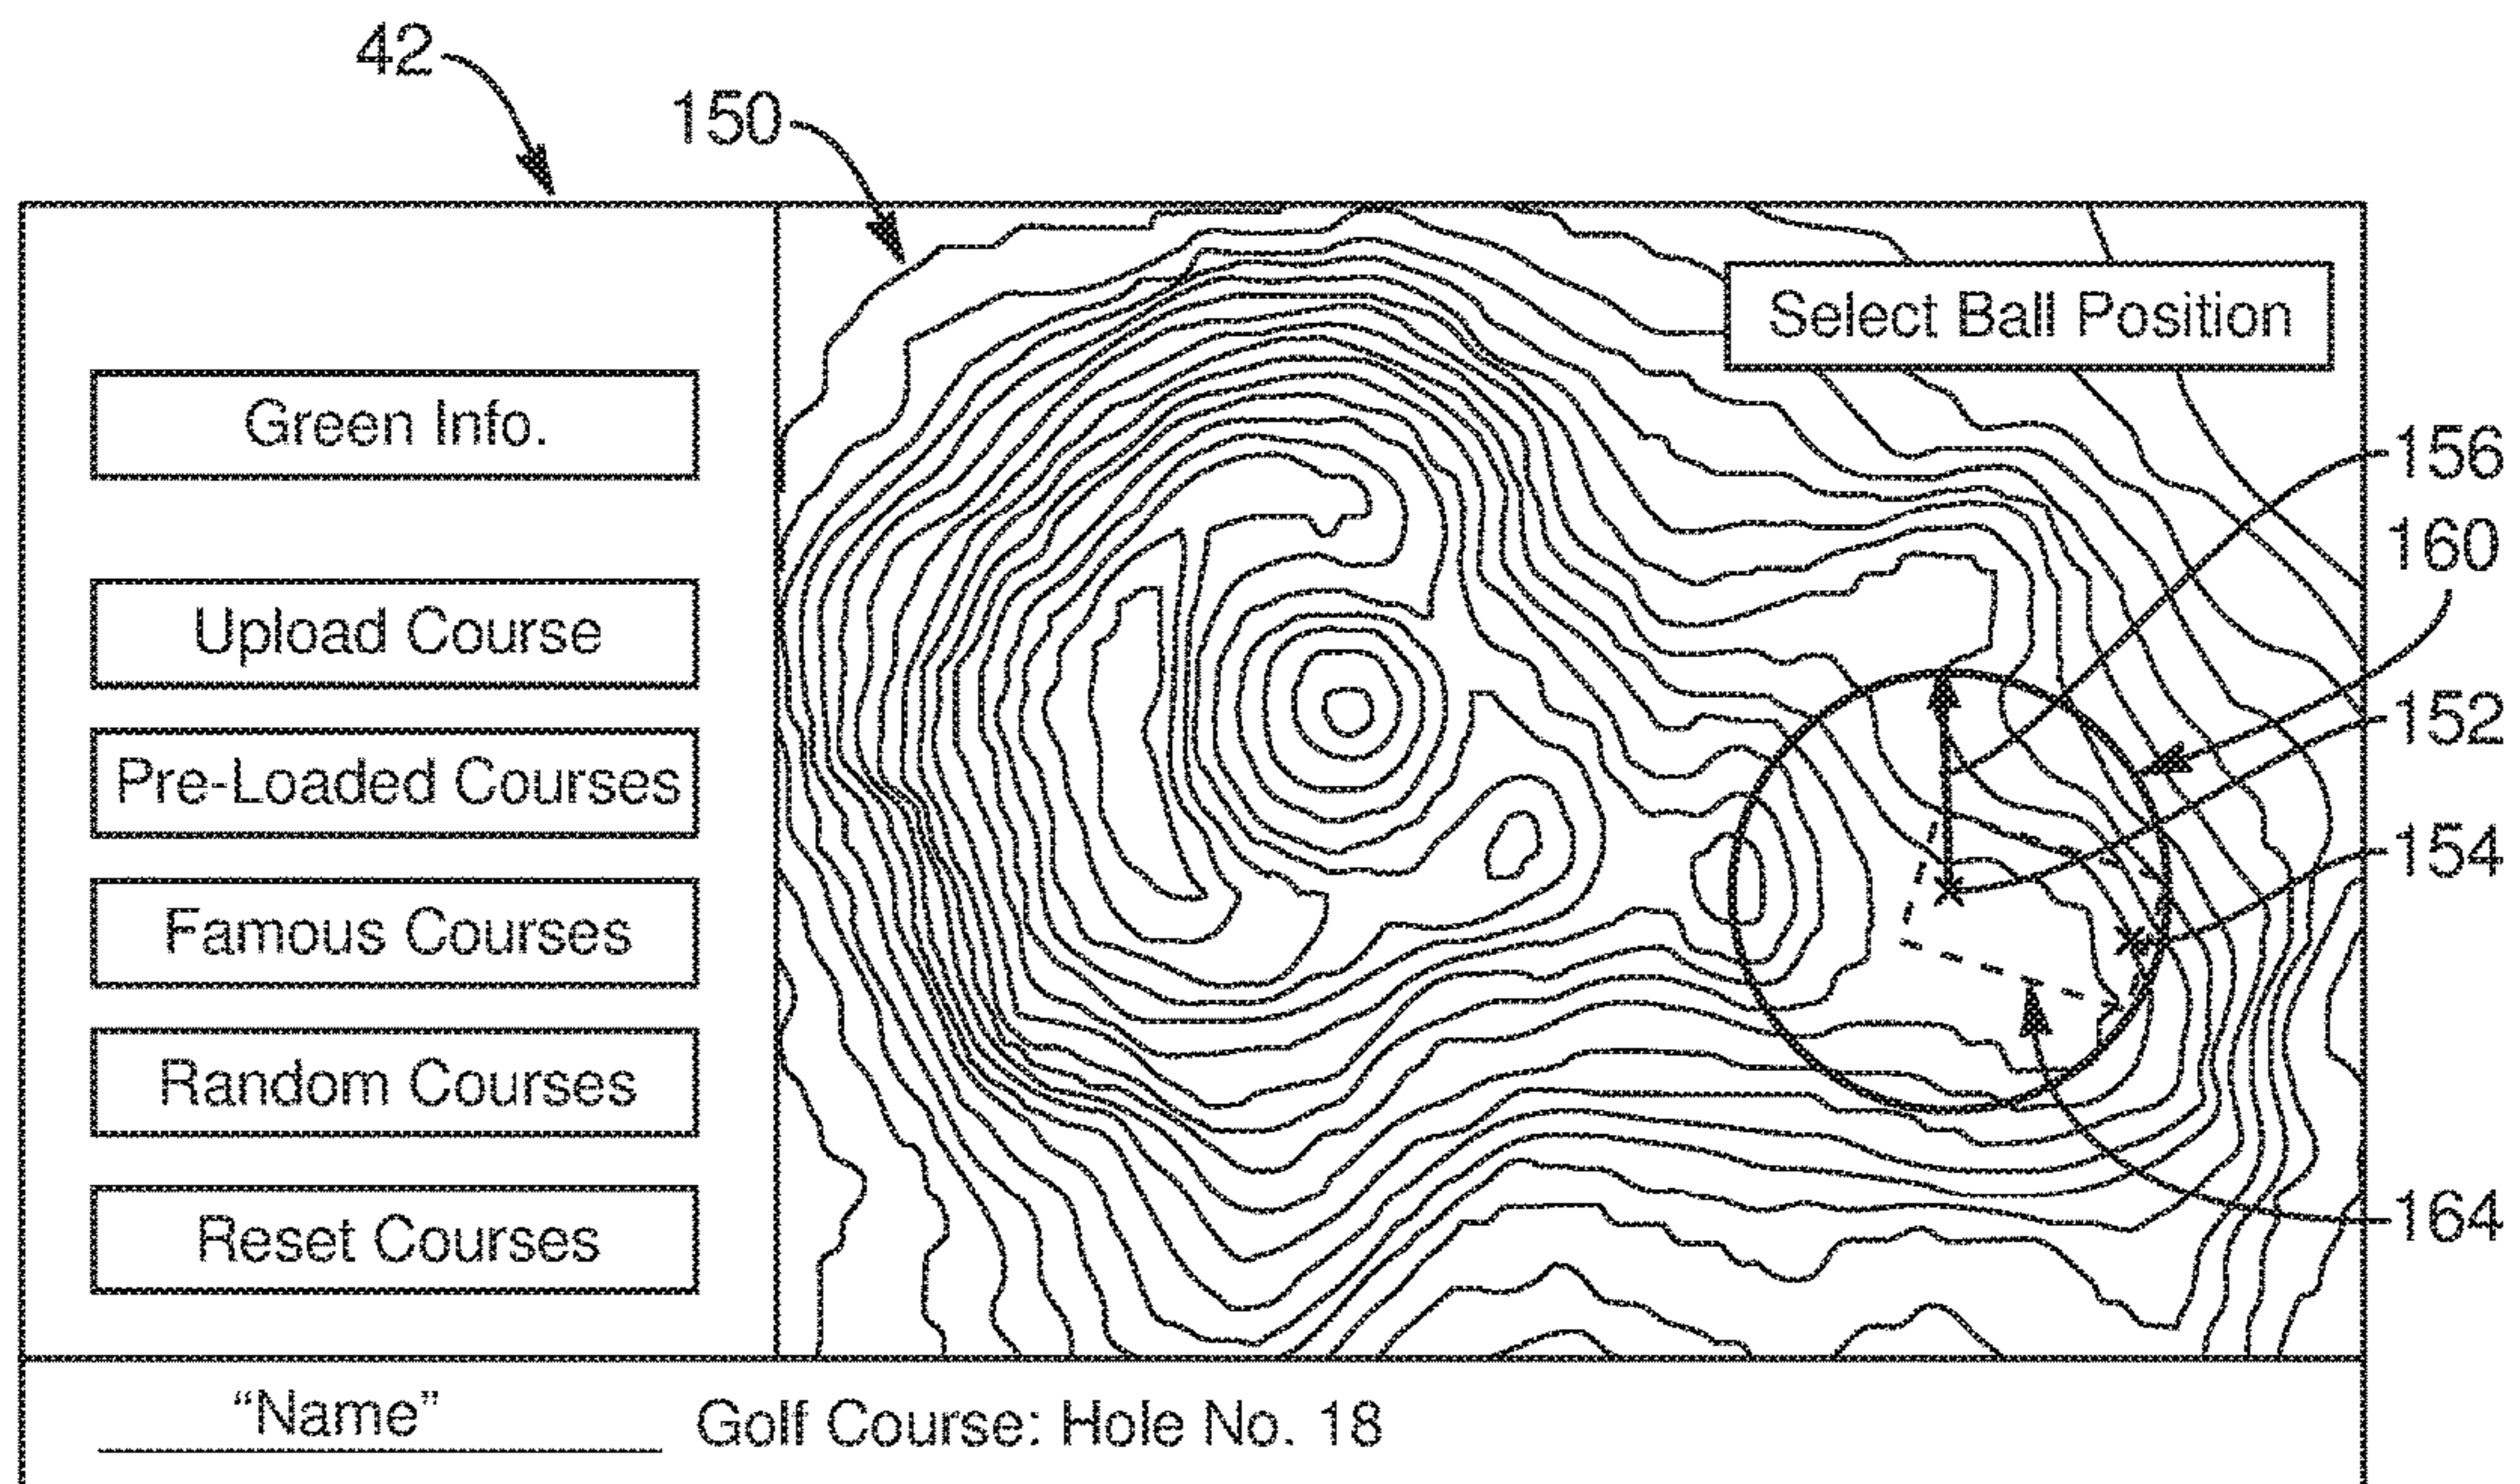 42
150
Select Ball Position
Green Info.
156
160
Upload Course
152
Pre-Loaded Courses
154
Famous Courses
Random Courses
164
Reset Courses
“Name” Golf Course: Hole No. 18